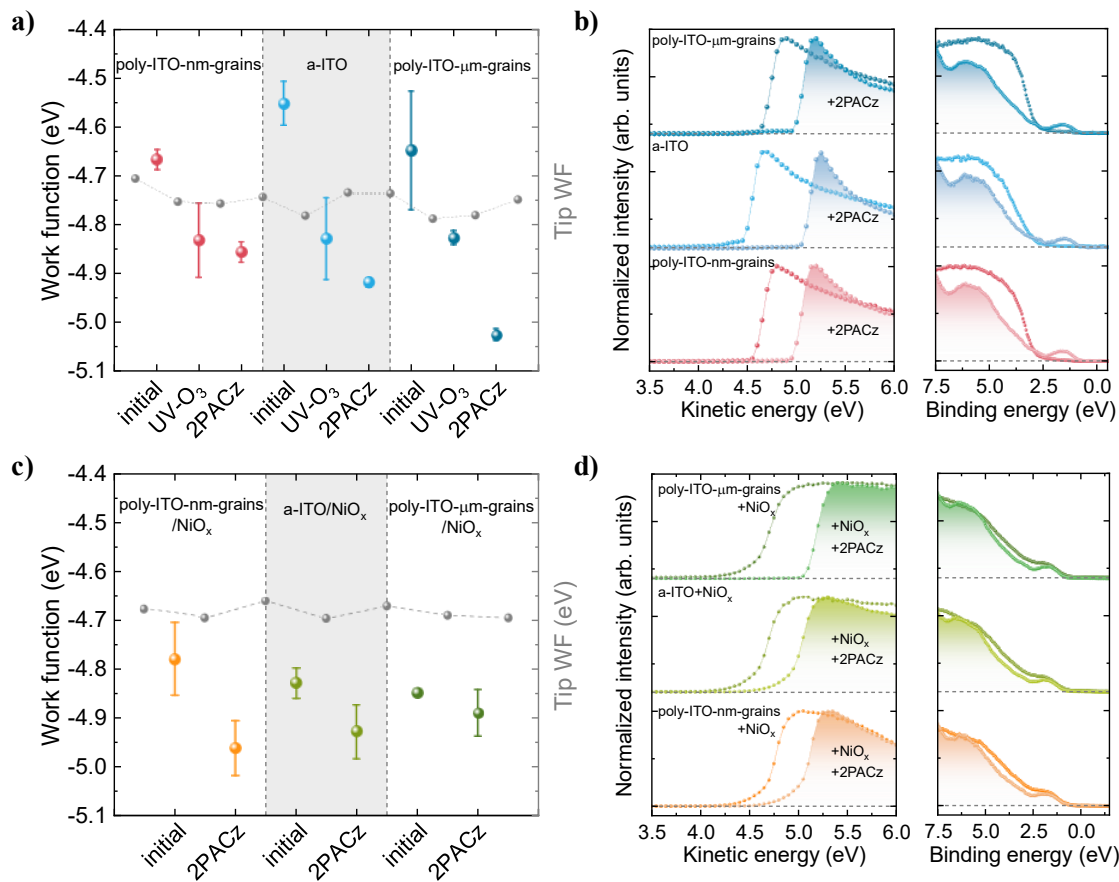 a)
-4.4
-4.5
-4.6
-4.7
-4.8
-4.9
-5.0
-5.1
Work function (eV)
poly-ITO-nm-grains
a-ITO
poly-ITO-μm-grains
initial
UV-O₃
2PACz
initial
UV-O₃
2PACz
initial
UV-O₃
2PACz
Tip WF
b)
Normalized intensity (arb. units)
poly-ITO-μm-grains
+2PACz
a-ITO
+2PACz
poly-ITO-nm-grains
+2PACz
3.5 4.0 4.5 5.0 5.5 6.0
Kinetic energy (eV)
7.5 5.0 2.5 0.0
Binding energy (eV)
c)
-4.4
-4.5
-4.6
-4.7
-4.8
-4.9
-5.0
-5.1
Work function (eV)
poly-ITO-nm-grains
/NiOₓ
a-ITO/NiOₓ
poly-ITO-μm-grains
/NiOₓ
initial
2PACz
initial
2PACz
initial
2PACz
Tip WF (eV)
d)
Normalized intensity (arb. units)
poly-ITO-μm-grains
+NiOₓ
+NiOₓ
+2PACz
a-ITO+NiOₓ
+NiOₓ
+2PACz
poly-ITO-nm-grains
+NiOₓ
+NiOₓ
+2PACz
3.5 4.0 4.5 5.0 5.5 6.0
Kinetic energy (eV)
7.5 5.0 2.5 0.0
Binding energy (eV)